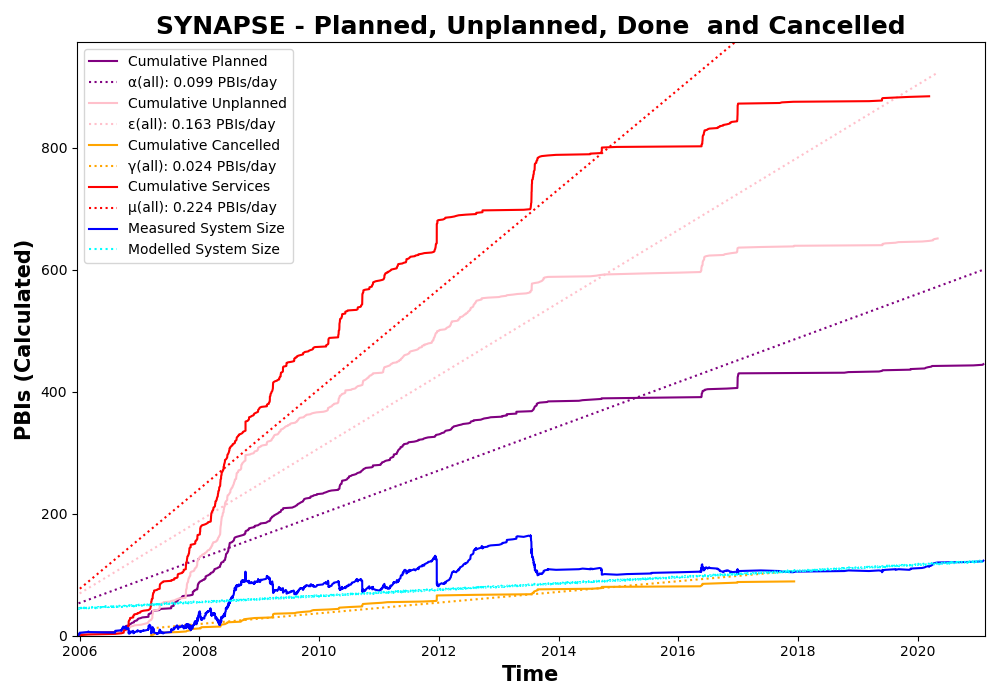 SYNAPSE - Planned, Unplanned, Done  and Cancelled
Cumulative Planned
α(all): 0.099 PBIs/day
Cumulative Unplanned
ε(all): 0.163 PBIs/day
Cumulative Cancelled
γ(all): 0.024 PBIs/day
Cumulative Services
μ(all): 0.224 PBIs/day
Measured System Size
Modelled System Size
PBIs (Calculated)
800
600
400
200
0
2006 2008 2010 2012 2014 2016 2018 2020
Time